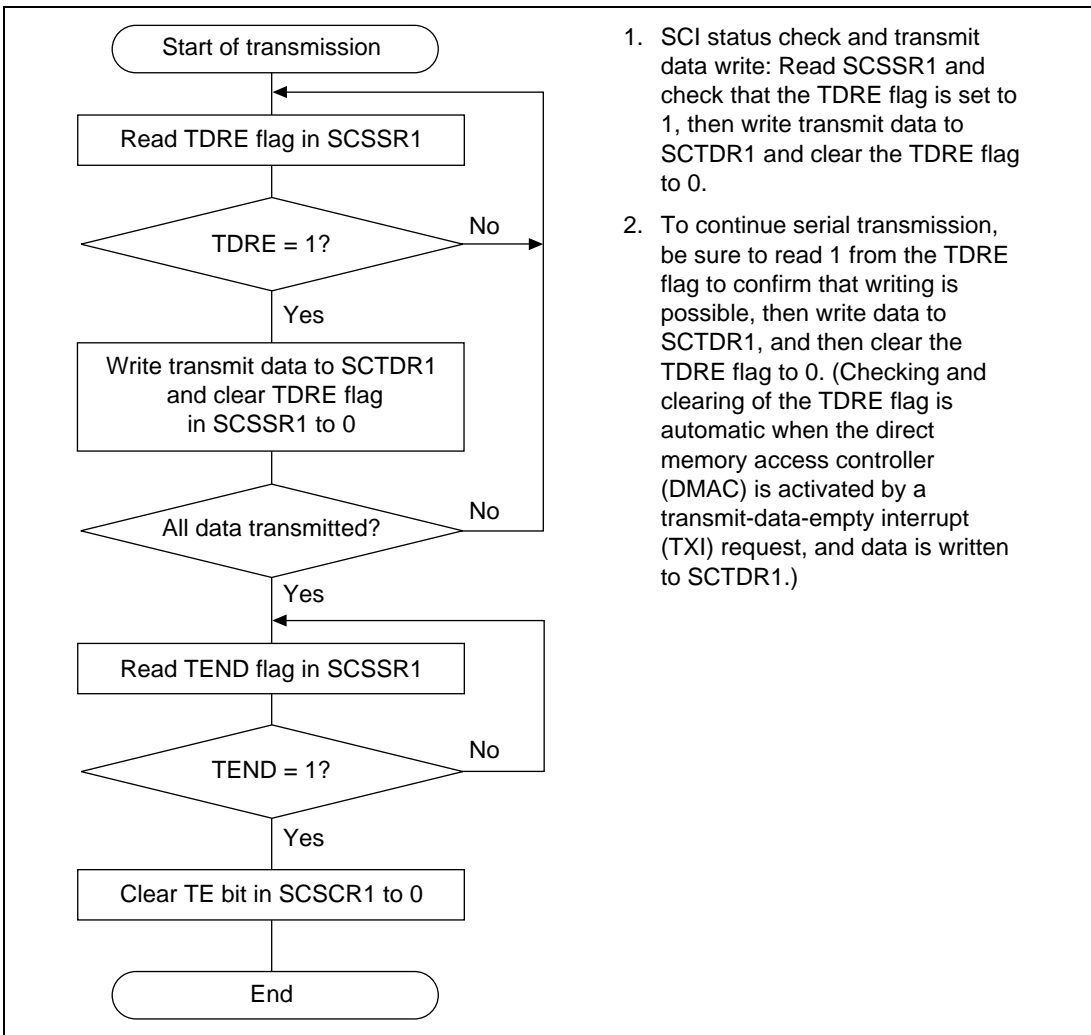 Start of transmission
Read TDRE flag in SCSSR1
TDRE = 1?
No
Yes
Write transmit data to SCTDR1
and clear TDRE flag
in SCSSR1 to 0
All data transmitted?
No
Yes
Read TEND flag in SCSSR1
TEND = 1?
No
Yes
Clear TE bit in SCSCR1 to 0
End
1. SCI status check and transmit
data write: Read SCSSR1 and
check that the TDRE flag is set to
1, then write transmit data to
SCTDR1 and clear the TDRE flag
to 0.
2. To continue serial transmission,
be sure to read 1 from the TDRE
flag to confirm that writing is
possible, then write data to
SCTDR1, and then clear the
TDRE flag to 0. (Checking and
clearing of the TDRE flag is
automatic when the direct
memory access controller
(DMAC) is activated by a
transmit-data-empty interrupt
(TXI) request, and data is written
to SCTDR1.)